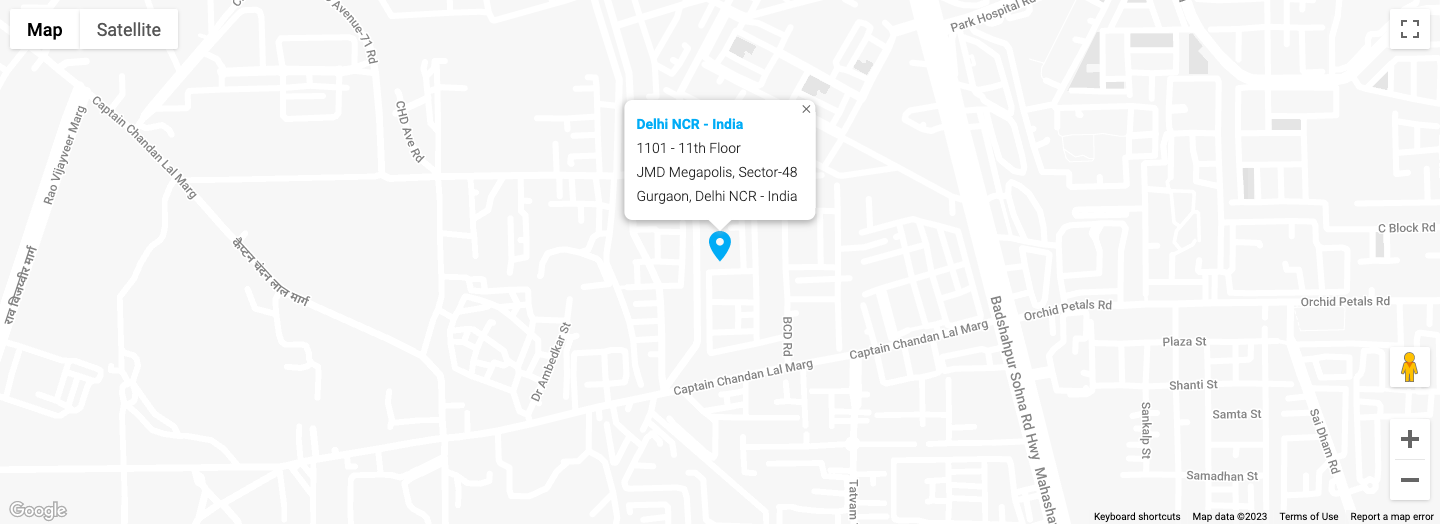 Map
Satellite
Avenue-71 Rd
Park Hospital Rd
Captain Chandan Lal Marg
CHD Ave Rd
Rao Vijayveer Marg
Delhi NCR - India
1101 - 11th Floor
JMD Megapolis, Sector-48
Gurgaon, Delhi NCR - India
C Block Rd
कैप्टन चंदन लाल मार्ग
राव विजयवीर मार्ग
Orchid Petals Rd
Orchid Petals Rd
Badshahpur Sohna Rd Hwy
BCD Rd
Dr Ambedkar St
Captain Chandan Lal Marg
Captain Chandan Lal Marg
Plaza St
Shanti St
Samta St
Sankalp St
Sai Dham Rd
Samadhan St
Tatvam
Google
Keyboard shortcuts
Map data ©2023
Terms of Use
Report a map error